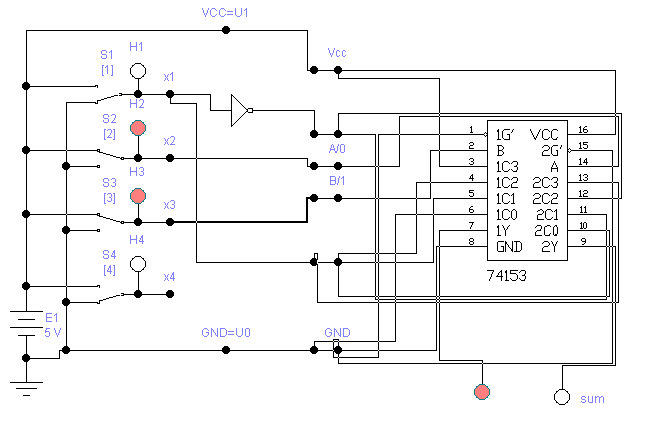 VCC=U1
S1
[1]
H1
x1
Vcc
H2
S2
[2]
x2
A/0
H3
S3
[3]
x3
B/1
H4
S4
[4]
x4
E1
5 V
GND=U0
GND
1 1G' VCC 16
2 B 2G' 15
3 1C3 A 14
4 1C2 2C3 13
5 1C1 2C2 12
6 1C0 2C1 11
7 1Y 2C0 10
8 GND 2Y 9
74153
sum